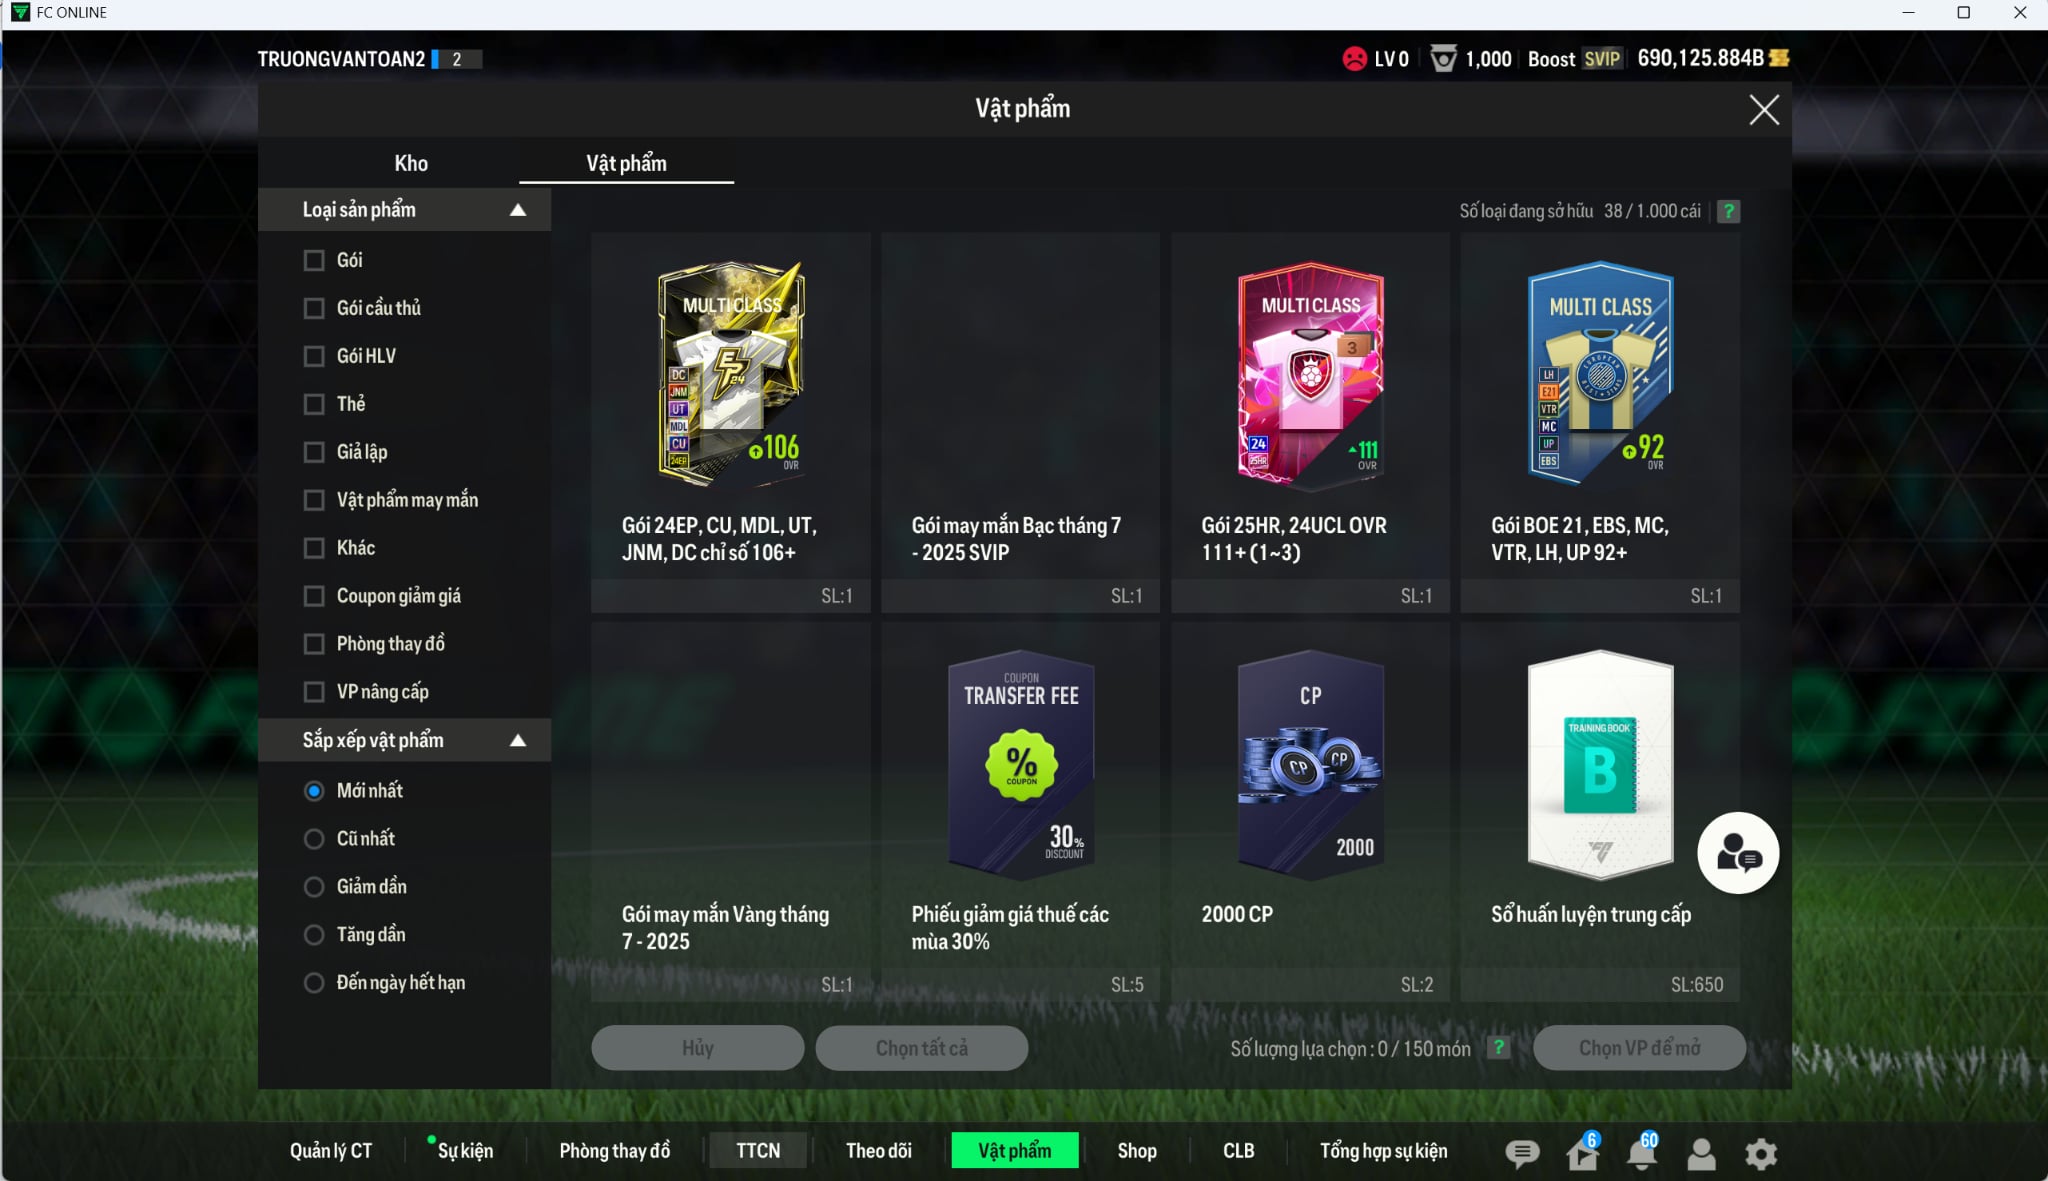 FC ONLINE
TRUONGVANTOAN2 2
LV 0 1,000 Boost SVIP 690,125.884B
Vật phẩm
Kho Vật phẩm
Loại sản phẩm
Số loại đang sở hữu 38 / 1.000 cái ?
Gói
Gói cầu thủ
Gói HLV
Thẻ
Giả lập
Vật phẩm may mắn
Khác
Coupon giảm giá
Phòng thay đồ
VP nâng cấp
Sắp xếp vật phẩm
Mới nhất
Cũ nhất
Giảm dần
Tăng dần
Đến ngày hết hạn
MULTI CLASS
DC
JNM
UT
MDL
CU
24EP
106
OVR
Gói 24EP, CU, MDL, UT,
JNM, DC chỉ số 106+
SL:1
Gói may mắn Bạc tháng 7
- 2025 SVIP
SL:1
MULTI CLASS
3
24
25HR
111
OVR
Gói 25HR, 24UCL OVR
111+ (1~3)
SL:1
MULTI CLASS
LH
E21
VTR
MC
UP
EBS
92
OVR
Gói BOE 21, EBS, MC,
VTR, LH, UP 92+
SL:1
Gói may mắn Vàng tháng
7 - 2025
SL:1
COUPON
TRANSFER FEE
%
COUPON
30%
DISCOUNT
Phiếu giảm giá thuế các
mùa 30%
SL:5
CP
CP CP
2000
2000 CP
SL:2
TRAINING BOOK
B
Sổ huấn luyện trung cấp
SL:650
Hủy Chọn tất cả Số lượng lựa chọn : 0 / 150 món ? Chọn VP để mở
Quản lý CT Sự kiện Phòng thay đồ TTCN Theo dõi Vật phẩm Shop CLB Tổng hợp sự kiện 6 60